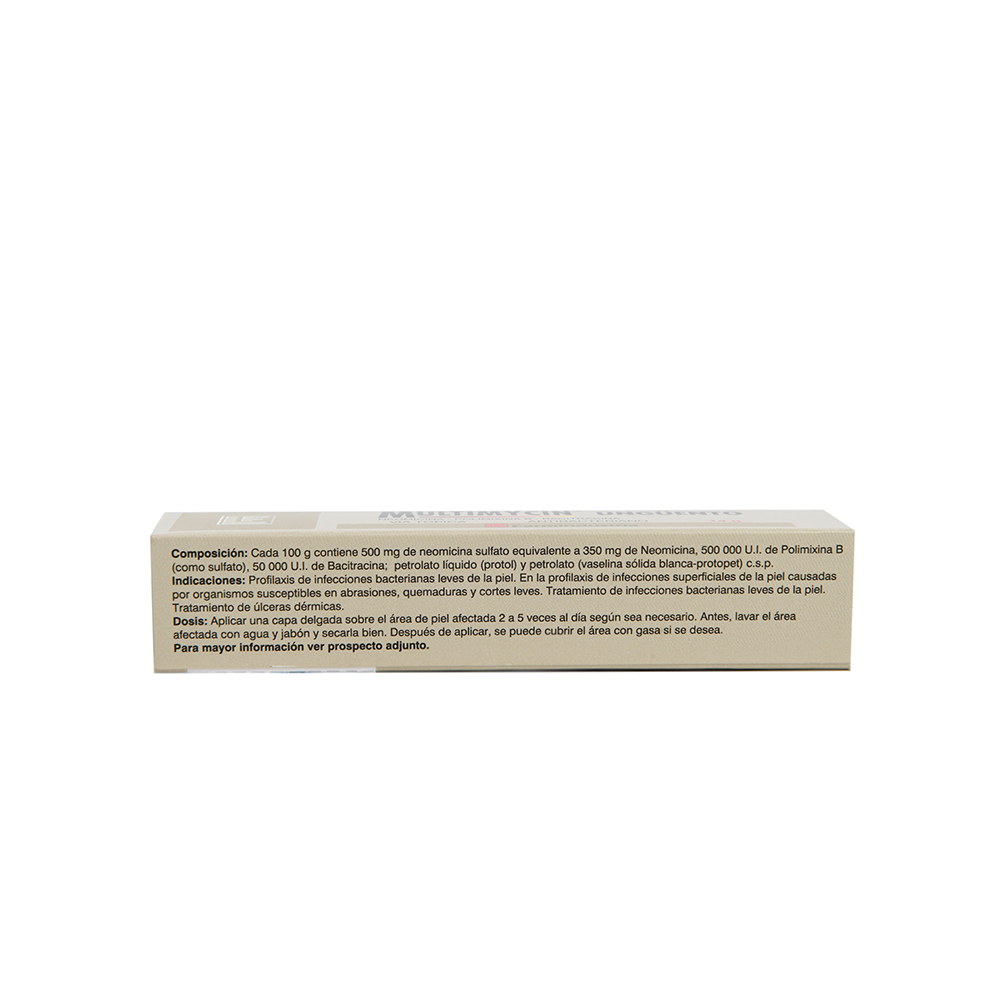 MULTIMYCIN UNGÜENTO
Composición: Cada 100 g contiene 500 mg de neomicina sulfato equivalente a 350 mg de Neomicina, 500 000 U.I. de Polimixina B
(como sulfato), 50 000 U.I. de Bacitracina; petrolato líquido (protol) y petrolato (vaselina sólida blanca-protopet) c.s.p.
Indicaciones: Profilaxis de infecciones bacterianas leves de la piel. En la profilaxis de infecciones superficiales de la piel causadas
por organismos susceptibles en abrasiones, quemaduras y cortes leves. Tratamiento de infecciones bacterianas leves de la piel.
Tratamiento de úlceras dérmicas.
Dosis: Aplicar una capa delgada sobre el área de piel afectada 2 a 5 veces al día según sea necesario. Antes, lavar el área
afectada con agua y jabón y secarla bien. Después de aplicar, se puede cubrir el área con gasa si se desea.
Para mayor información ver prospecto adjunto.